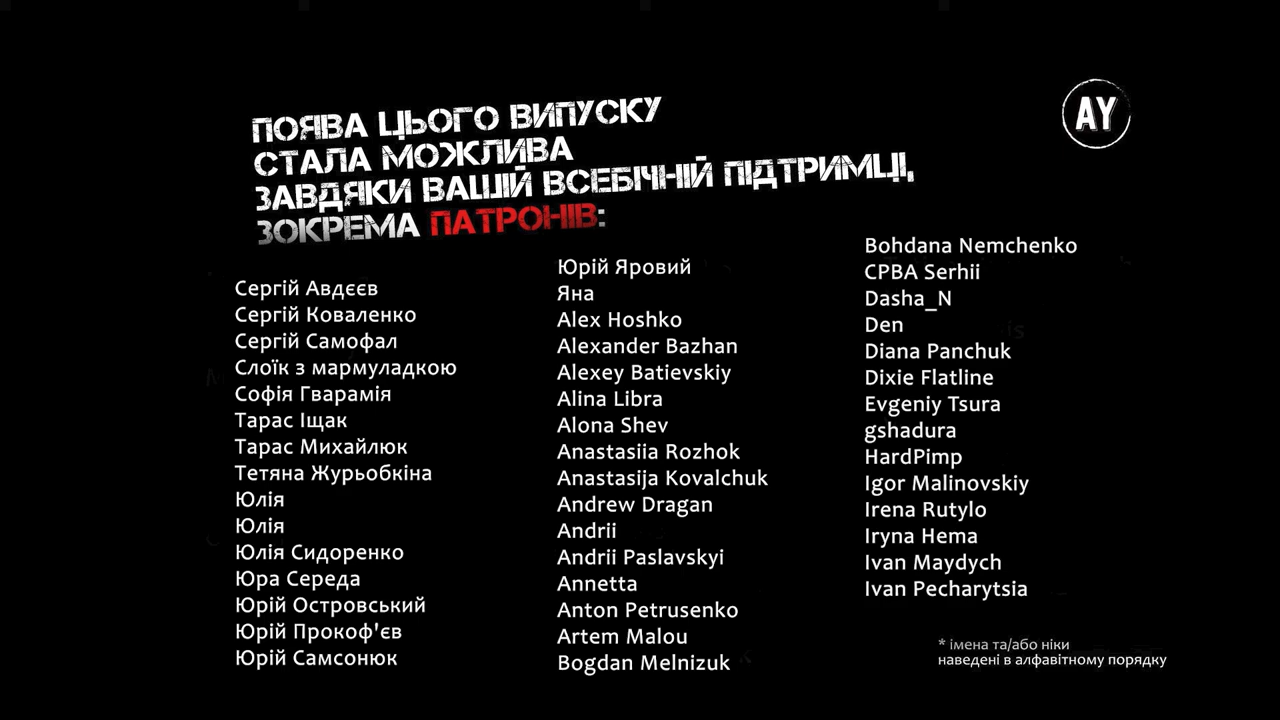 ПОЯВА ЦЬОГО ВИПУСКУ
СТАЛА МОЖЛИВА
ЗАВДЯКИ ВАШІЙ ВСЕБІЧНІЙ ПІДТРИМЦІ,
ЗОКРЕМА ПАТРОНІВ:
АУ
Сергій Авдєєв
Сергій Коваленко
Сергій Самофал
Слоїк з мармуладкою
Софія Гварамія
Тарас Іщак
Тарас Михайлюк
Тетяна Журьобкіна
Юлія
Юлія
Юлія Сидоренко
Юра Середа
Юрій Островський
Юрій Прокоф'єв
Юрій Самсонюк
Юрій Яровий
Яна
Alex Hoshko
Alexander Bazhan
Alexey Batievskiy
Alina Libra
Alona Shev
Anastasiia Rozhok
Anastasija Kovalchuk
Andrew Dragan
Andrii
Andrii Paslavskyi
Annetta
Anton Petrusenko
Artem Malou
Bogdan Melnizuk
Bohdana Nemchenko
CPBA Serhii
Dasha_N
Den
Diana Panchuk
Dixie Flatline
Evgeniy Tsura
gshadura
HardPimp
Igor Malinovskiy
Irena Rutylo
Iryna Hema
Ivan Maydych
Ivan Pecharytsia
* імена та/або ніки
наведені в алфавітному порядку